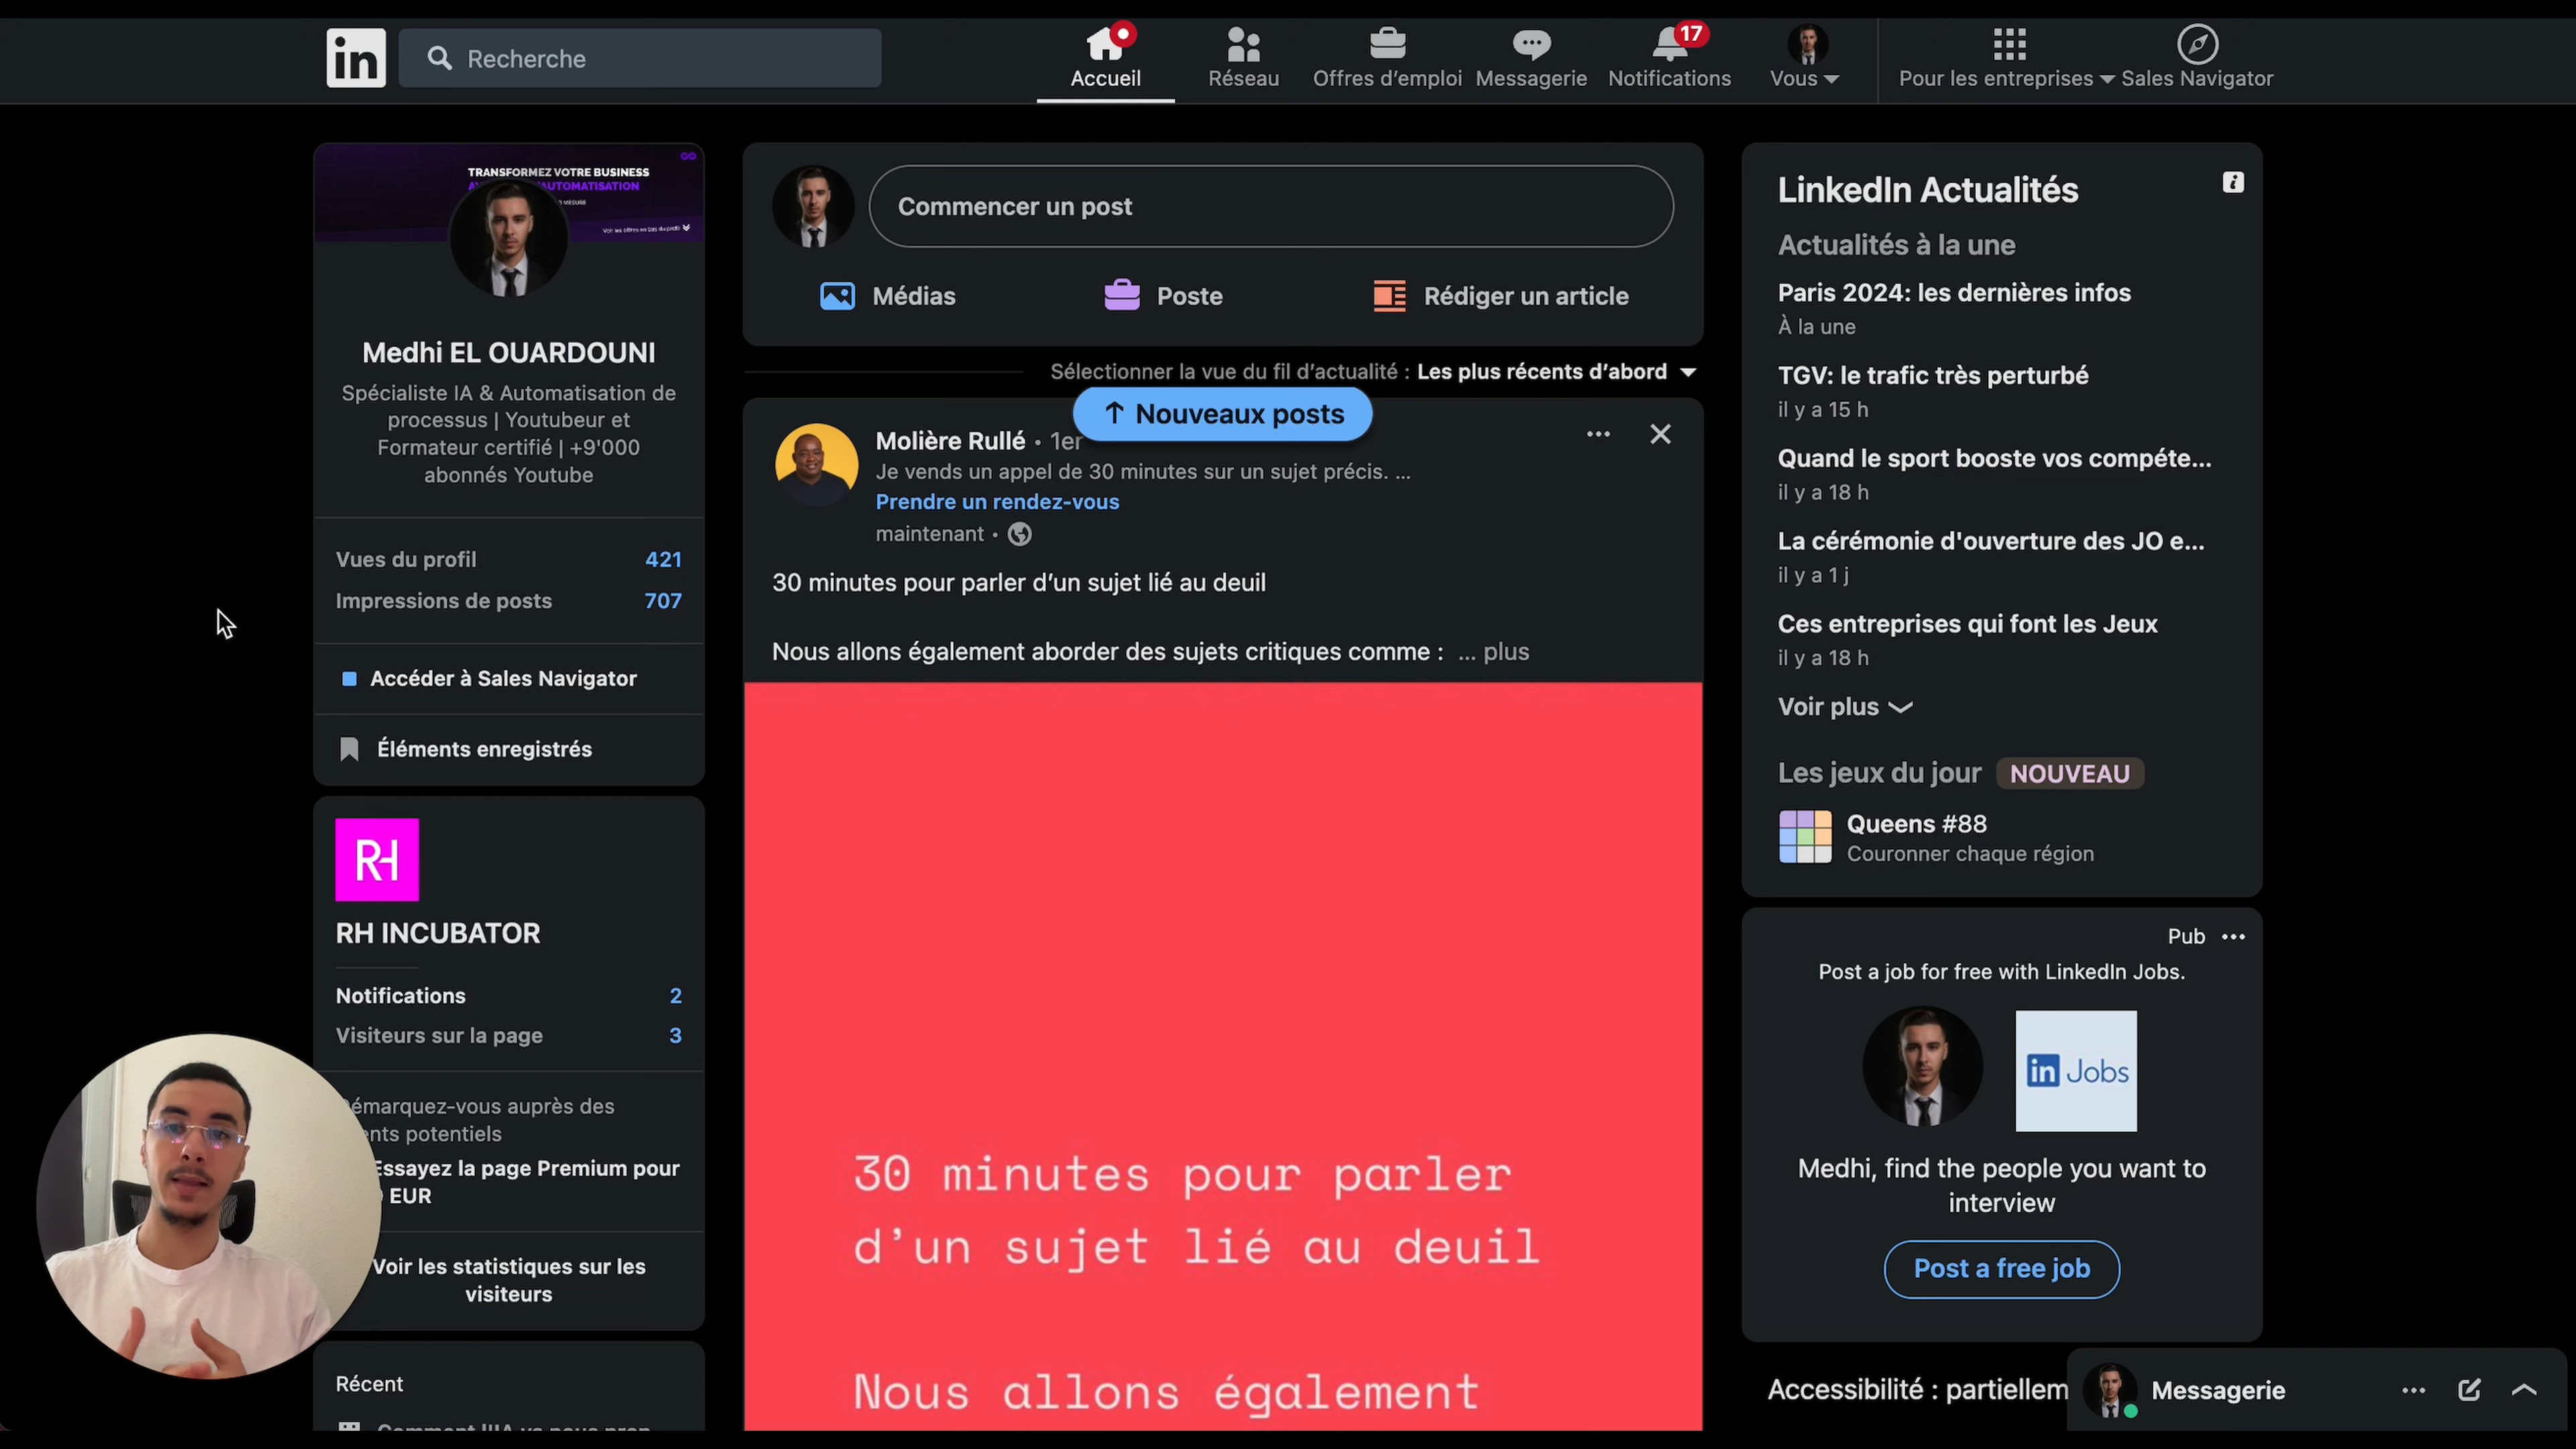 in
Recherche
Accueil
Réseau
Offres d'emploi
Messagerie
17
Notifications
Vous
Pour les entreprises
Sales Navigator
TRANSFORMEZ VOTRE BUSINESS
AUTOMATISATION
MESURE
Voir les offres en bas du profil
Medhi EL OUARDOUNI
Spécialiste IA & Automatisation de
processus | Youtubeur et
Formateur certifié | +9'000
abonnés Youtube
Vues du profil 421
Impressions de posts 707
Accéder à Sales Navigator
Éléments enregistrés
RH
RH INCUBATOR
Notifications 2
Visiteurs sur la page 3
émarquez-vous auprès des
ents potentiels
Essayez la page Premium pour
EUR
Voir les statistiques sur les
visiteurs
Récent
Commencer un post
Médias
Poste
Rédiger un article
Sélectionner la vue du fil d'actualité : Les plus récents d'abord
↑ Nouveaux posts
Molière Rullé • 1er
Je vends un appel de 30 minutes sur un sujet précis. ...
Prendre un rendez-vous
maintenant •
30 minutes pour parler d'un sujet lié au deuil
Nous allons également aborder des sujets critiques comme : ... plus
30 minutes pour parler
d'un sujet lié au deuil
Nous allons également
LinkedIn Actualités
Actualités à la une
Paris 2024: les dernières infos
À la une
TGV: le trafic très perturbé
il y a 15 h
Quand le sport booste vos compéte...
il y a 18 h
La cérémonie d'ouverture des JO e...
il y a 1 j
Ces entreprises qui font les Jeux
il y a 18 h
Voir plus
Les jeux du jour NOUVEAU
Queens #88
Couronner chaque région
Pub
Post a job for free with LinkedIn Jobs.
in Jobs
Medhi, find the people you want to
interview
Post a free job
Accessibilité : partiellem
Messagerie